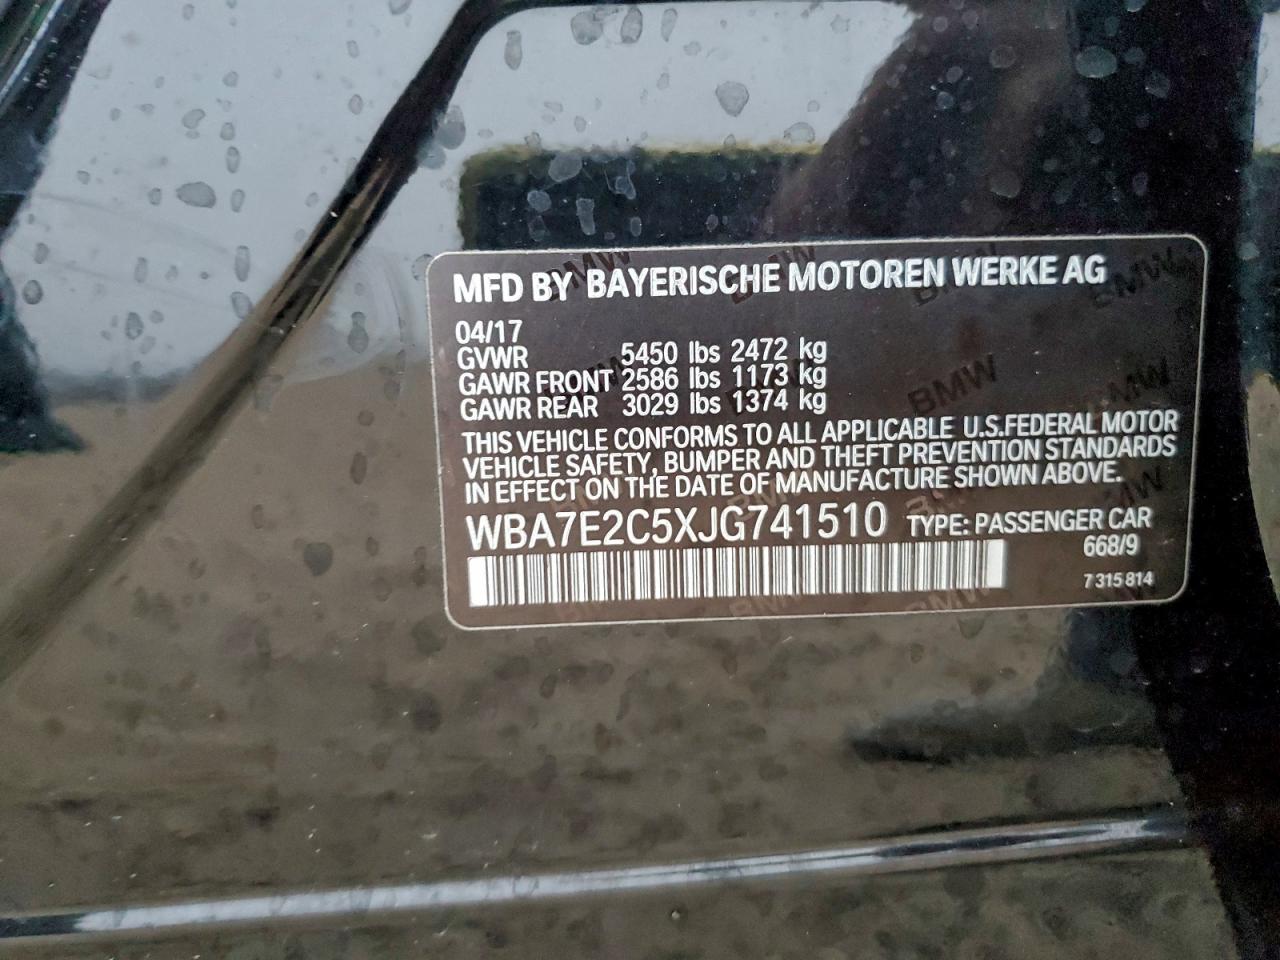 MFD BY BAYERISCHE MOTOREN WERKE AG
04/17
GVWR 5450 lbs 2472 kg
GAWR FRONT 2586 lbs 1173 kg
GAWR REAR 3029 lbs 1374 kg
THIS VEHICLE CONFORMS TO ALL APPLICABLE U.S.FEDERAL MOTOR
VEHICLE SAFETY, BUMPER AND THEFT PREVENTION STANDARDS
IN EFFECT ON THE DATE OF MANUFACTURE SHOWN ABOVE.
WBA7E2C5XJG741510 TYPE: PASSENGER CAR
668/9
7 315 814